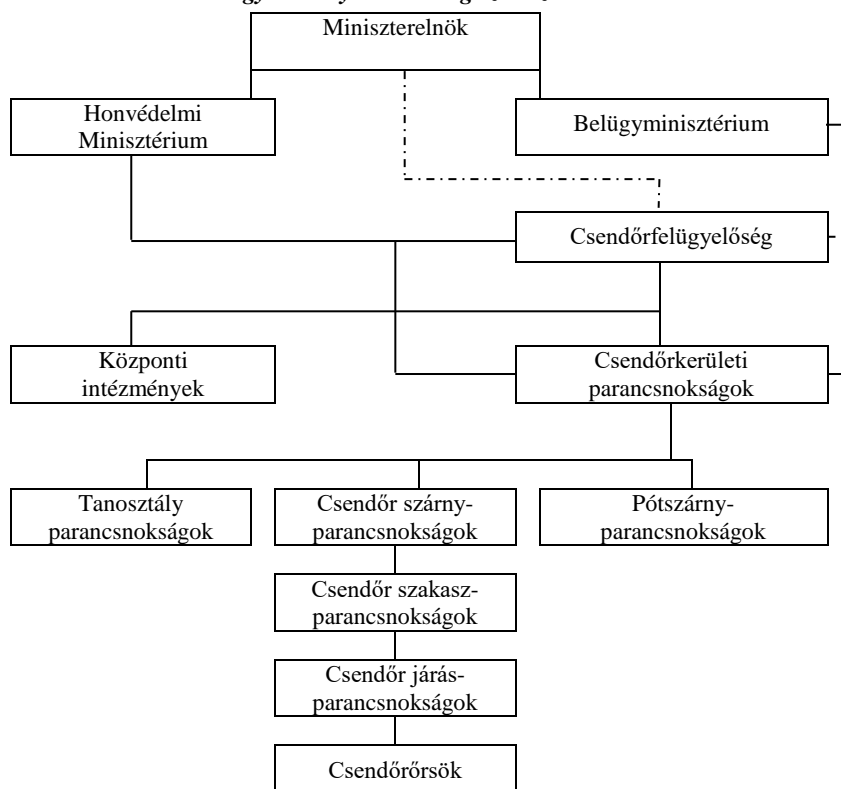 Miniszterelnök
Honvédelmi
Minisztérium
Belügyminisztérium
Csendőrfelügyelőség
Központi
intézmények
Csendőrkerületi
parancsnokságok
Tanosztály
parancsnokságok
Csendőr szárny-
parancsnokságok
Pótszárny-
parancsnokságok
Csendőr szakasz-
parancsnokságok
Csendőr járás-
parancsnokságok
Csendőrőrsök